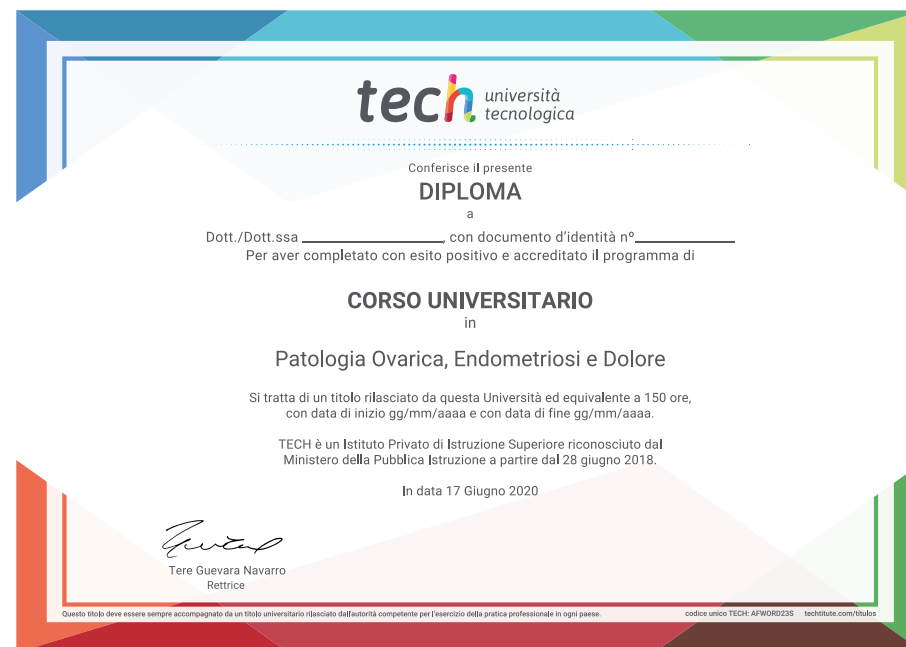 tech università
tecnologica
Conferisce il presente
DIPLOMA
a
Dott./Dott.ssa ____________________, con documento d'identità nº______________
Per aver completato con esito positivo e accreditato il programma di
CORSO UNIVERSITARIO
in
Patologia Ovarica, Endometriosi e Dolore
Si tratta di un titolo rilasciato da questa Università ed equivalente a 150 ore,
con data di inizio gg/mm/aaaa e con data di fine gg/mm/aaaa.
TECH è un Istituto Privato di Istruzione Superiore riconosciuto dal
Ministero della Pubblica Istruzione a partire dal 28 giugno 2018.
In data 17 Giugno 2020
Tere Guevara Navarro
Rettrice
Questo titolo deve essere sempre accompagnato da un titolo universitario rilasciato dall'autorità competente per l'esercizio della pratica professionale in ogni paese. codice unico TECH: AFWORD23S techtitute.com/títulos